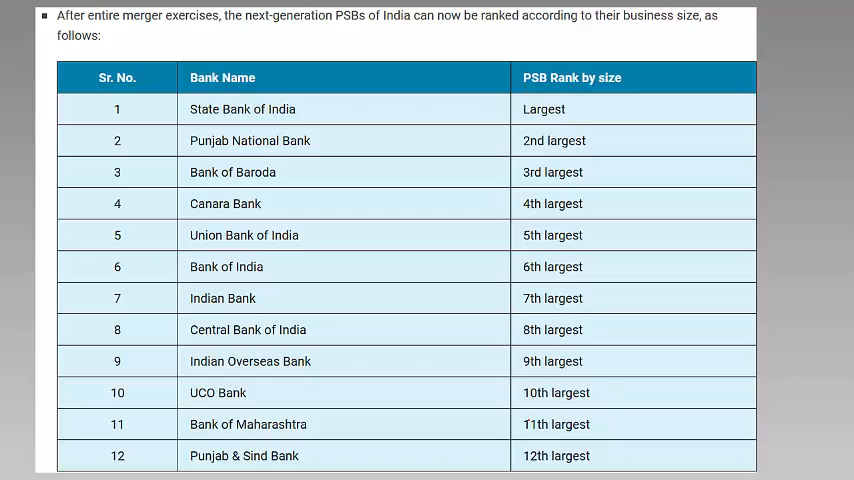 After entire merger exercises, the next-generation PSBs of India can now be ranked according to their business size, as
follows:
Sr. No. Bank Name PSB Rank by size
1 State Bank of India Largest
2 Punjab National Bank 2nd largest
3 Bank of Baroda 3rd largest
4 Canara Bank 4th largest
5 Union Bank of India 5th largest
6 Bank of India 6th largest
7 Indian Bank 7th largest
8 Central Bank of India 8th largest
9 Indian Overseas Bank 9th largest
10 UCO Bank 10th largest
11 Bank of Maharashtra 11th largest
12 Punjab & Sind Bank 12th largest